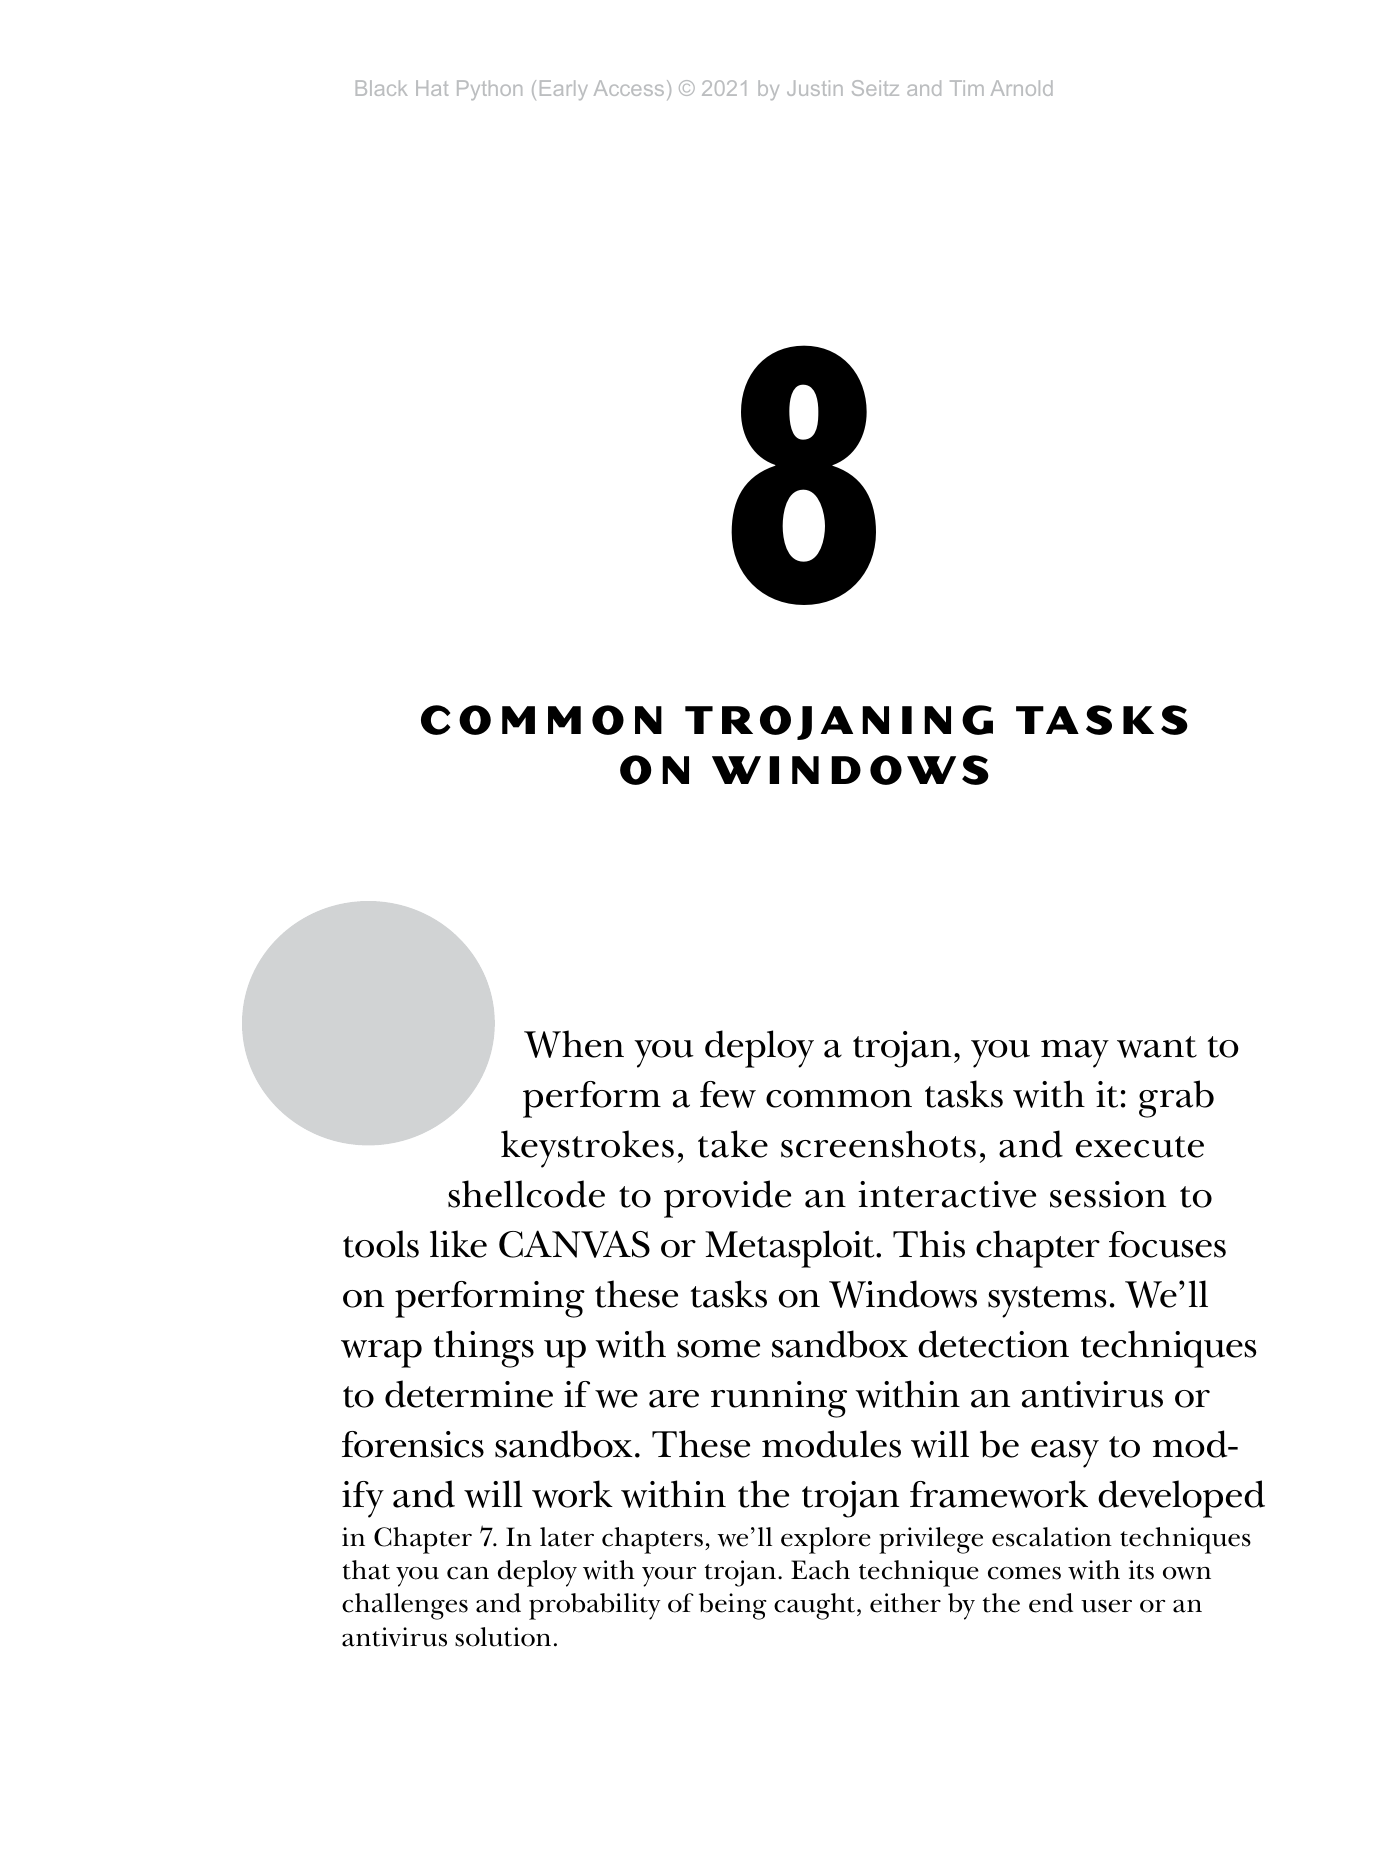 Black Hat Python (Early Access) © 2021 by Justin Seitz and Tim Arnold
8
COMMON TROJANING TASKS
ON WINDOWS
When you deploy a trojan, you may want to
perform a few common tasks with it: grab
keystrokes, take screenshots, and execute
shellcode to provide an interactive session to
tools like CANVAS or Metasploit. This chapter focuses
on performing these tasks on Windows systems. We’ll
wrap things up with some sandbox detection techniques
to determine if we are running within an antivirus or
forensics sandbox. These modules will be easy to mod-
ify and will work within the trojan framework developed
in Chapter 7. In later chapters, we’ll explore privilege escalation techniques
that you can deploy with your trojan. Each technique comes with its own
challenges and probability of being caught, either by the end user or an
antivirus solution.